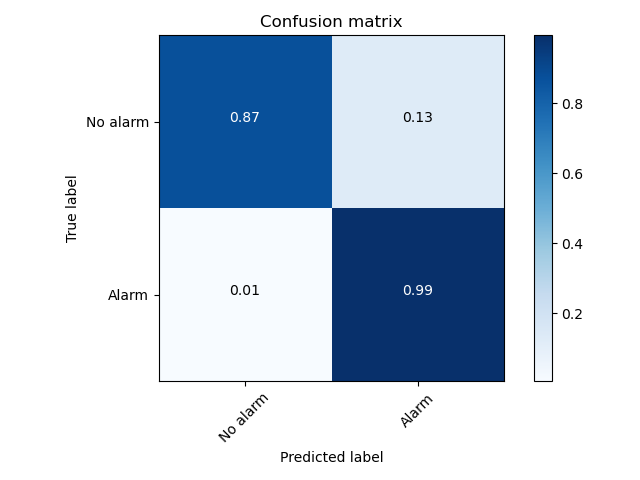 Confusion matrix
True label
No alarm
0.87
0.13
Alarm
0.01
0.99
No alarm
Alarm
Predicted label
0.8
0.6
0.4
0.2